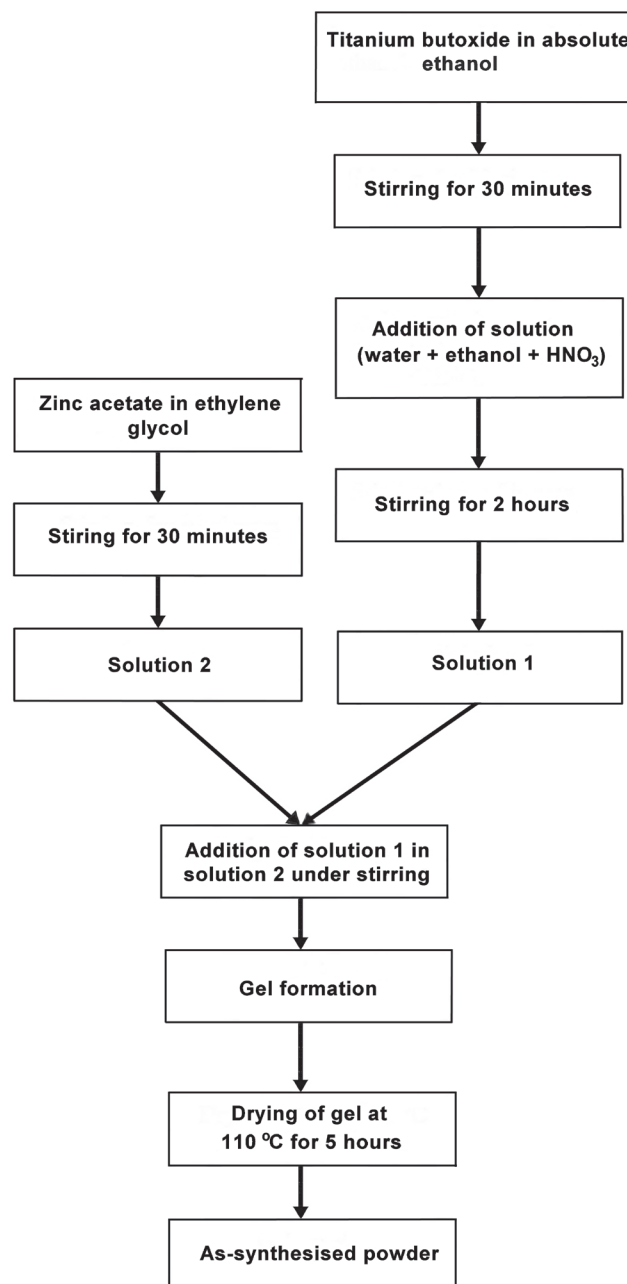 Titanium butoxide in absolute
ethanol
Stirring for 30 minutes
Addition of solution
(water + ethanol + HNO₃)
Stirring for 2 hours
Solution 1
Zinc acetate in ethylene
glycol
Stiring for 30 minutes
Solution 2
Addition of solution 1 in
solution 2 under stirring
Gel formation
Drying of gel at
110 ⁰C for 5 hours
As-synthesised powder